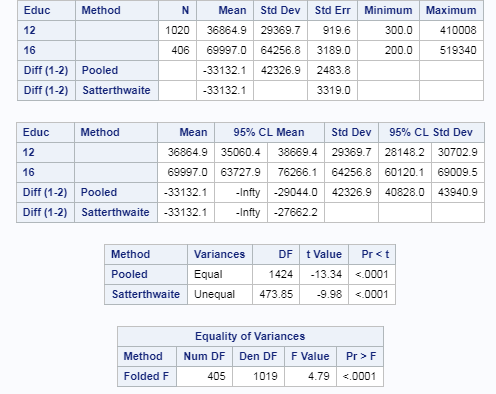 Educ Method N Mean Std Dev Std Err Minimum Maximum
12 1020 36864.9 29369.7 919.6 300.0 410008
16 406 69997.0 64256.8 3189.0 200.0 519340
Diff (1-2) Pooled -33132.1 42326.9 2483.8
Diff (1-2) Satterthwaite -33132.1 3319.0
Educ Method Mean 95% CL Mean Std Dev 95% CL Std Dev
12 36864.9 35060.4 38669.4 29369.7 28148.2 30702.9
16 69997.0 63727.9 76266.1 64256.8 60120.1 69009.5
Diff (1-2) Pooled -33132.1 -Infty -29044.0 42326.9 40828.0 43940.9
Diff (1-2) Satterthwaite -33132.1 -Infty -27662.2
Method Variances DF t Value Pr < t
Pooled Equal 1424 -13.34 <.0001
Satterthwaite Unequal 473.85 -9.98 <.0001
Equality of Variances
Method Num DF Den DF F Value Pr > F
Folded F 405 1019 4.79 <.0001